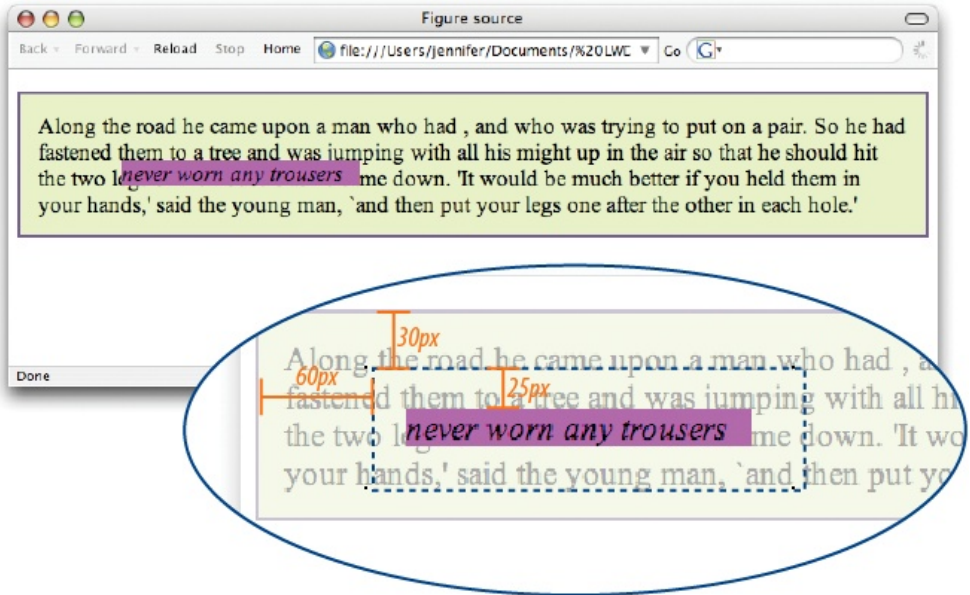 Figure source
Back Forward Reload Stop Home file:///Users/jennifer/Documents/%20LWD Go G
Along the road he came upon a man who had , and who was trying to put on a pair. So he had
fastened them to a tree and was jumping with all his might up in the air so that he should hit
the two never worn any trousers me down. 'It would be much better if you held them in
your hands,' said the young man, `and then put your legs one after the other in each hole.'
Done
30px
Along the road he came upon a man who had ,
60px
25px
fastened them to a tree and was jumping with all
the two never worn any trousers me down. 'It
your hands,' said the young man, `and then put